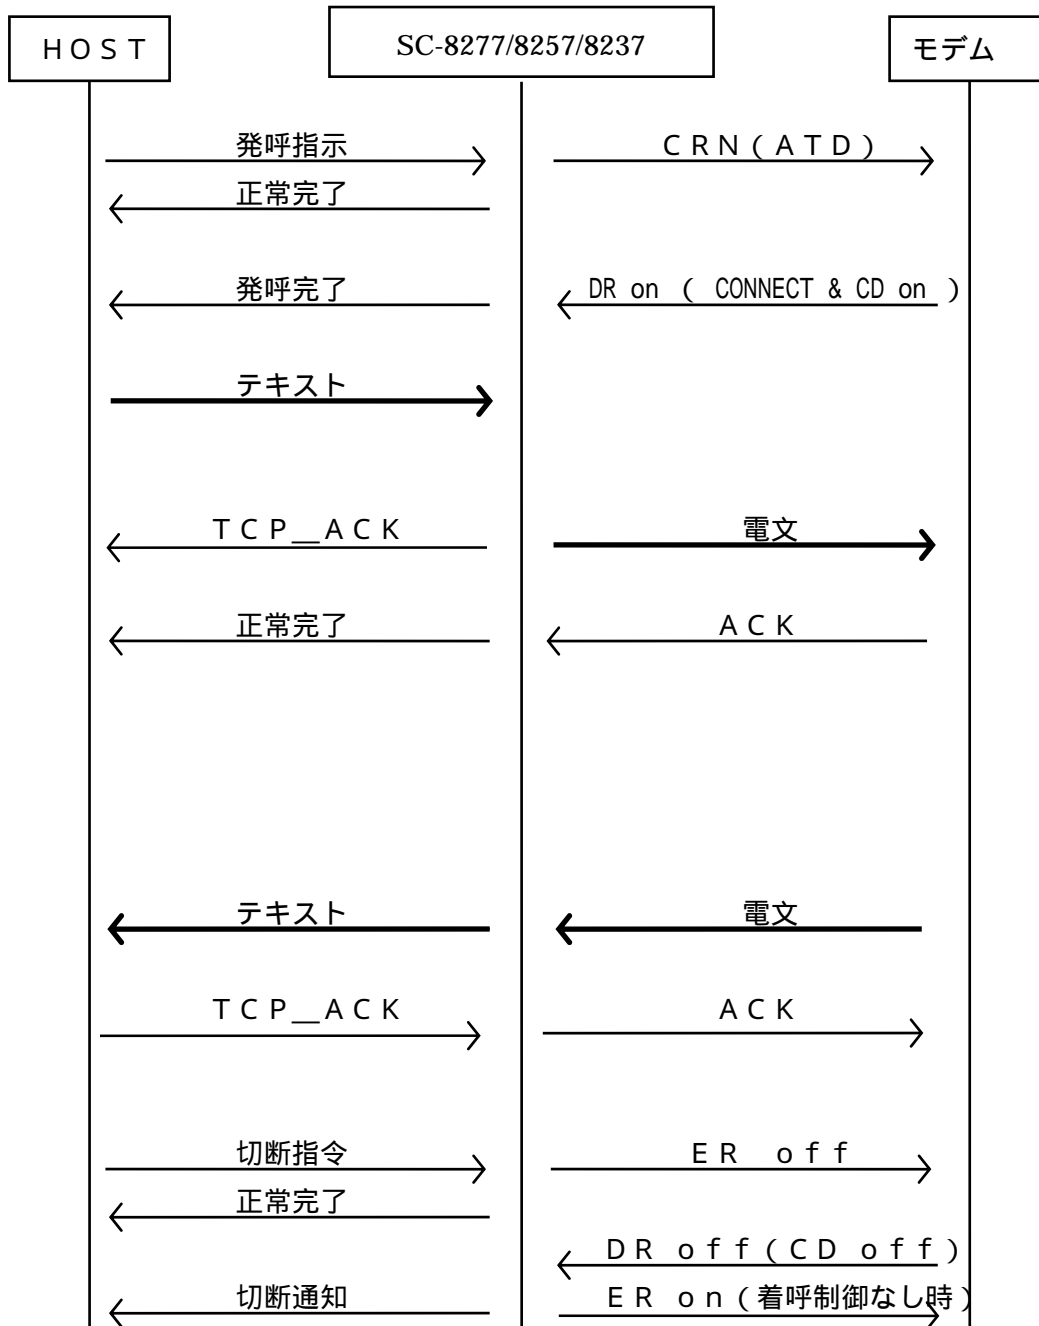 ＨＯＳＴ
SC-8277/8257/8237
モデム
発呼指示
ＣＲＮ（ＡＴＤ）
正常完了
発呼完了
DR on （ CONNECT & CD on ）
テキスト
ＴＣＰ＿ＡＣＫ
電文
正常完了
ＡＣＫ
テキスト
電文
ＴＣＰ＿ＡＣＫ
ＡＣＫ
切断指令
ＥＲ　ｏｆｆ
正常完了
ＤＲ ｏｆｆ（ＣＤ ｏｆｆ）
切断通知
ＥＲ ｏｎ（着呼制御なし時）